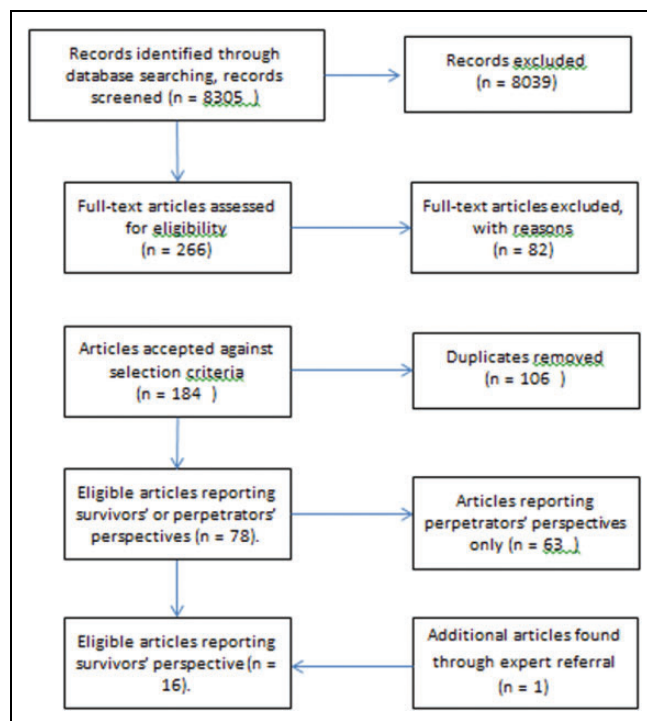 Records identified through
database searching, records
screened (n = 8305 )
Records excluded
(n = 8039)
Full-text articles assessed
for eligibility
(n = 266)
Full-text articles excluded,
with reasons
(n = 82)
Articles accepted against
selection criteria
(n = 184 )
Duplicates removed
(n = 106 )
Eligible articles reporting
survivors' or perpetrators'
perspectives (n = 78).
Articles reporting
perpetrators' perspectives
only (n = 63 )
Eligible articles reporting
survivors' perspective (n =
16).
Additional articles found
through expert referral
(n = 1)